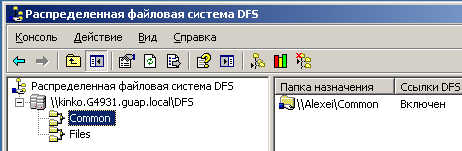 Распределенная файловая система DFS
Консоль Действие Вид Справка
Распределенная файловая система DFS
\\kinko.G4931.guap.local\DFS
Common
Files
Папка назначения Ссылки DFS
\\Alexei\Common Включен